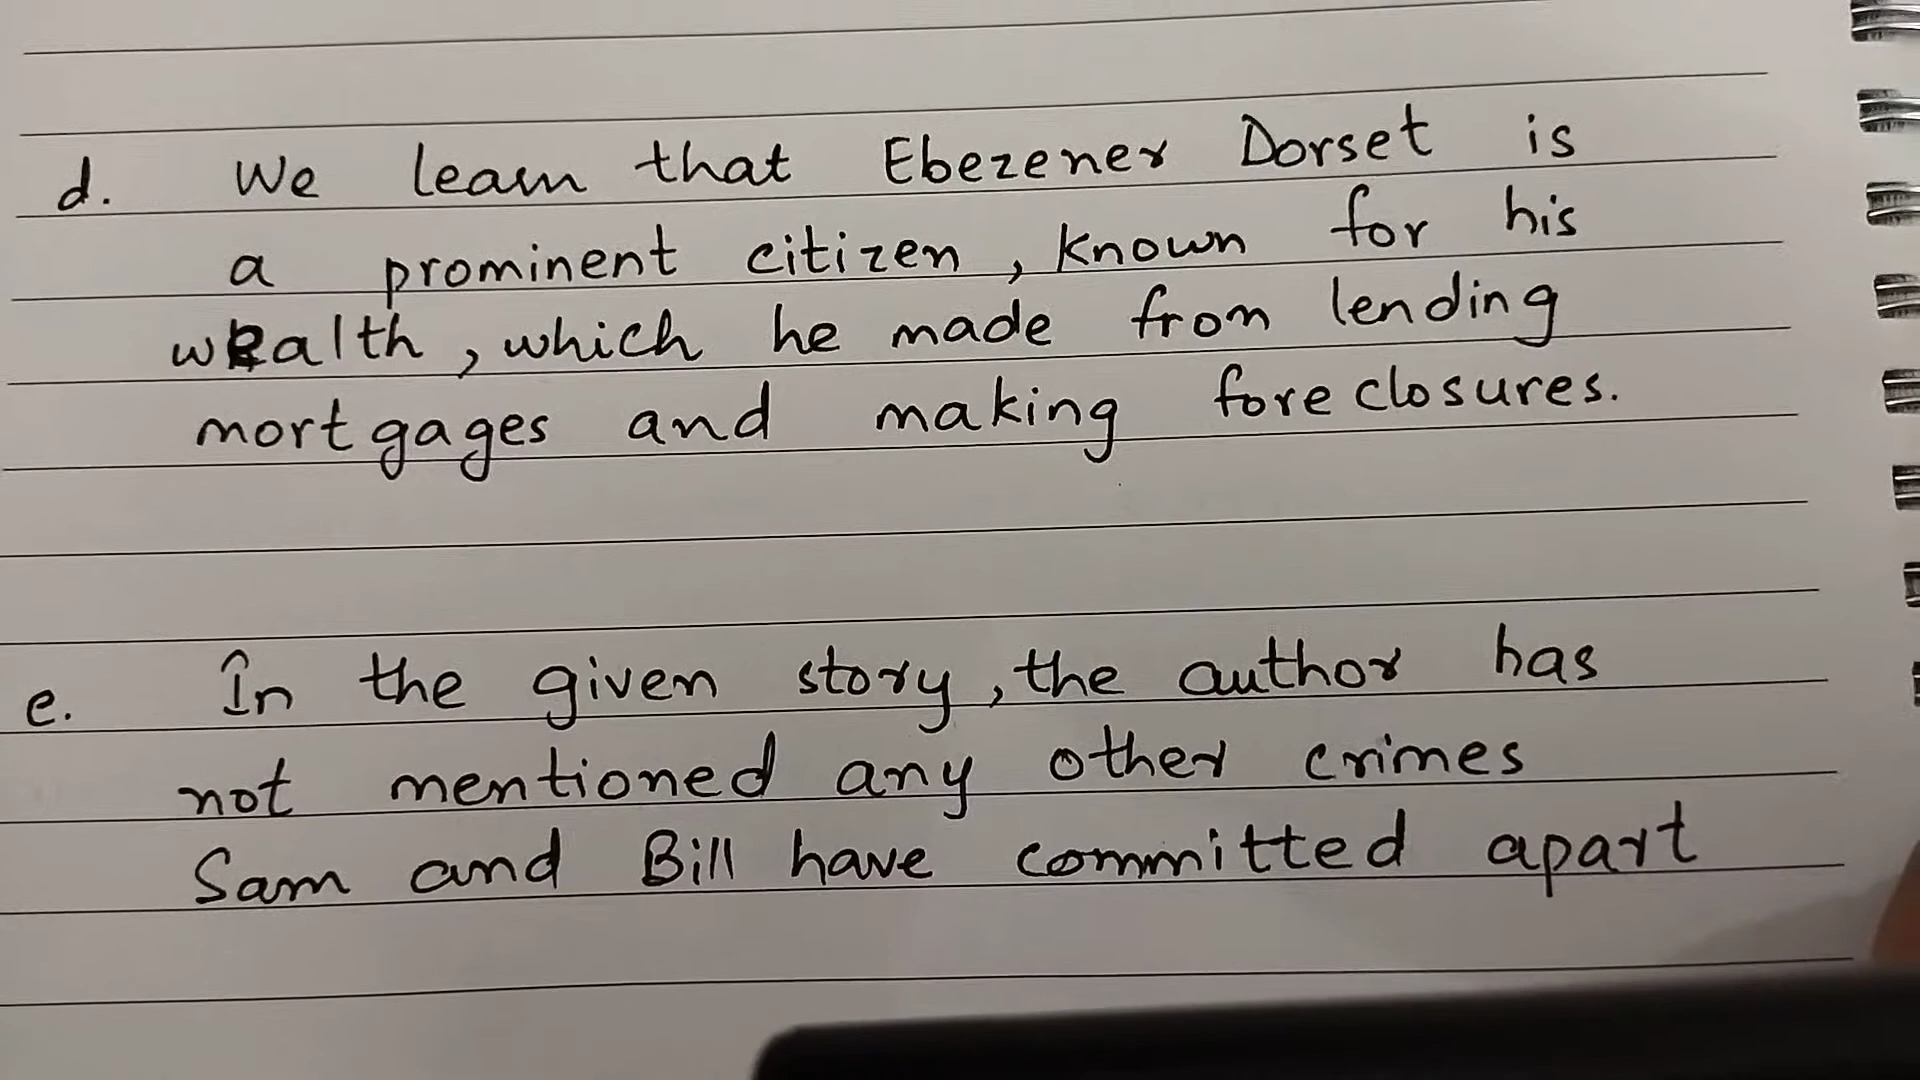 d. We learn that Ebezener Dorset is
a prominent citizen, known for his
wealth, which he made from lending
mortgages and making foreclosures.
e. In the given story, the author has
not mentioned any other crimes
Sam and Bill have committed apart